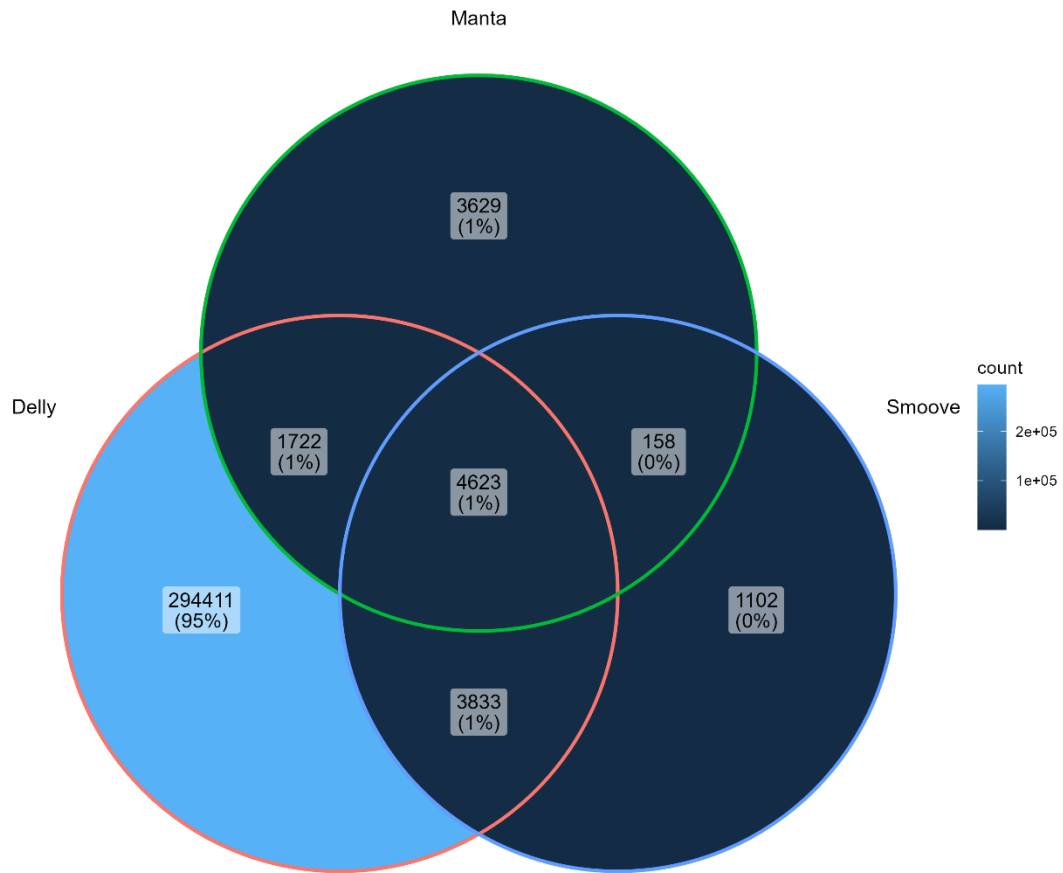 Manta
3629
(1%)
Delly
Smoove
count
2e+05
1e+05
1722
(1%)
158
(0%)
4623
(1%)
294411
(95%)
1102
(0%)
3833
(1%)